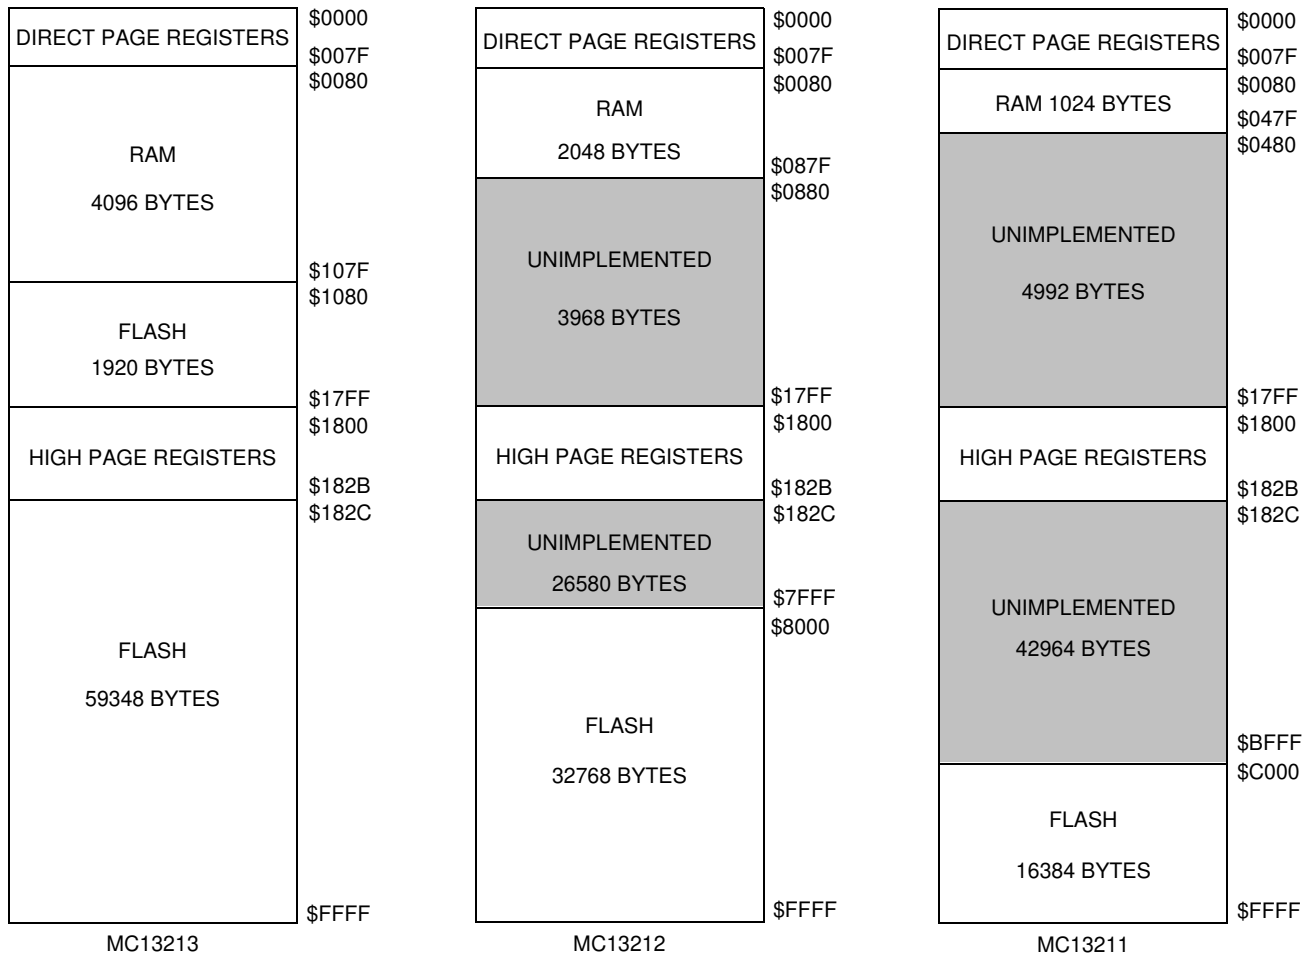 DIRECT PAGE REGISTERS
$0000
$007F
$0080
RAM
4096 BYTES
$107F
$1080
FLASH
1920 BYTES
$17FF
$1800
HIGH PAGE REGISTERS
$182B
$182C
FLASH
59348 BYTES
$FFFF
MC13213
DIRECT PAGE REGISTERS
$0000
$007F
$0080
RAM
2048 BYTES
$087F
$0880
UNIMPLEMENTED
3968 BYTES
$17FF
$1800
HIGH PAGE REGISTERS
$182B
$182C
UNIMPLEMENTED
26580 BYTES
$7FFF
$8000
FLASH
32768 BYTES
$FFFF
MC13212
DIRECT PAGE REGISTERS
$0000
$007F
$0080
RAM 1024 BYTES
$047F
$0480
UNIMPLEMENTED
4992 BYTES
$17FF
$1800
HIGH PAGE REGISTERS
$182B
$182C
UNIMPLEMENTED
42964 BYTES
$BFFF
$C000
FLASH
16384 BYTES
$FFFF
MC13211